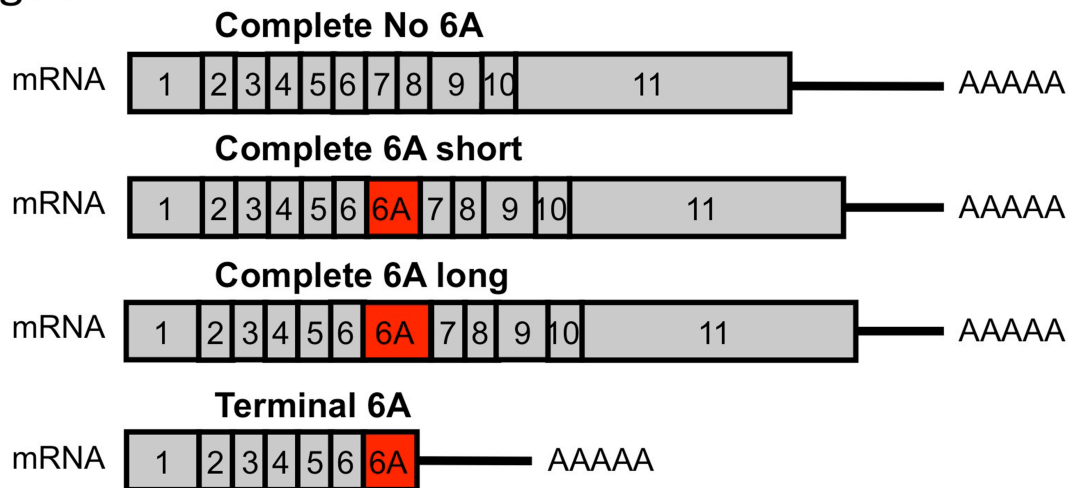 Complete No 6A
mRNA 1 2 3 4 5 6 7 8 9 10 11 AAAAA
Complete 6A short
mRNA 1 2 3 4 5 6 6A 7 8 9 10 11 AAAAA
Complete 6A long
mRNA 1 2 3 4 5 6 6A 7 8 9 10 11 AAAAA
Terminal 6A
mRNA 1 2 3 4 5 6 6A AAAAA